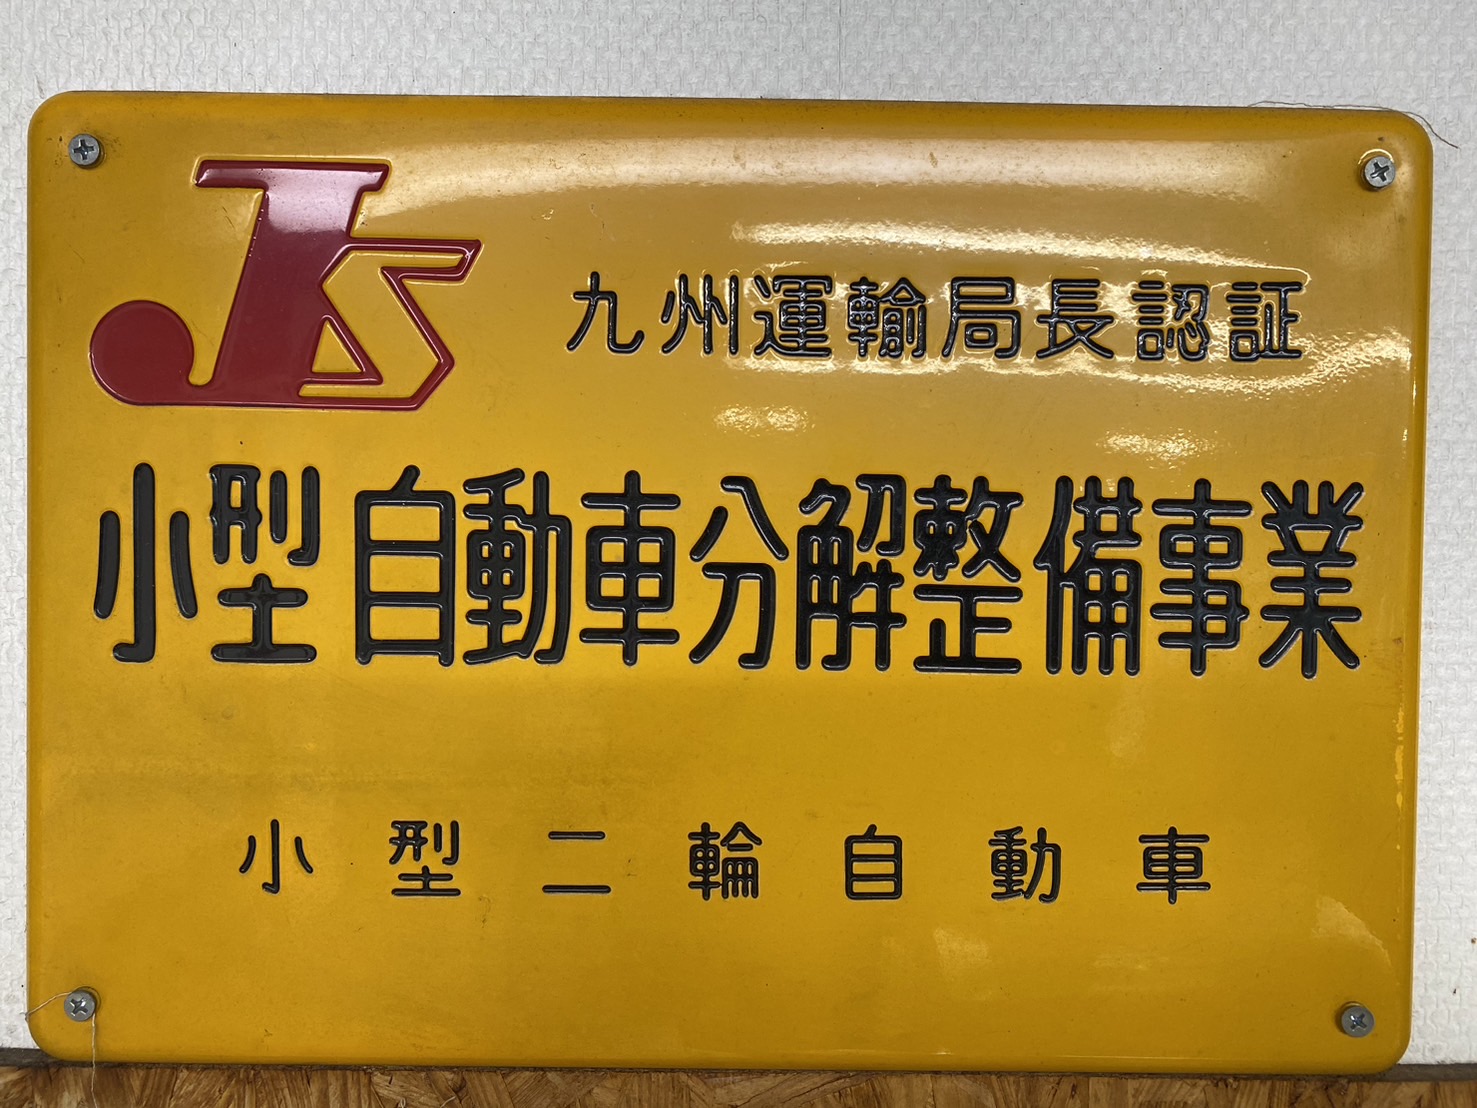 JS
九州運輸局長認証
小型自動車分解整備事業
小型二輪自動車